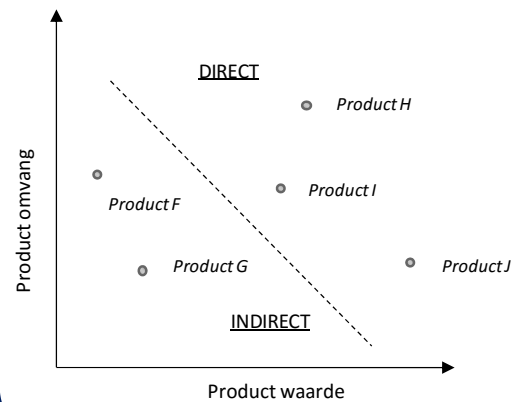 DIRECT
Product H
Product I
Product F
Product G
Product J
INDIRECT
Product omvang
Product waarde